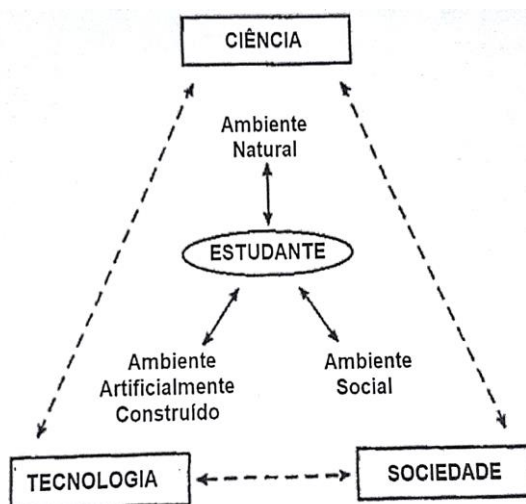 CIÊNCIA
Ambiente
Natural
ESTUDANTE
Ambiente
Artificialmente
Construído
Ambiente
Social
TECNOLOGIA
SOCIEDADE